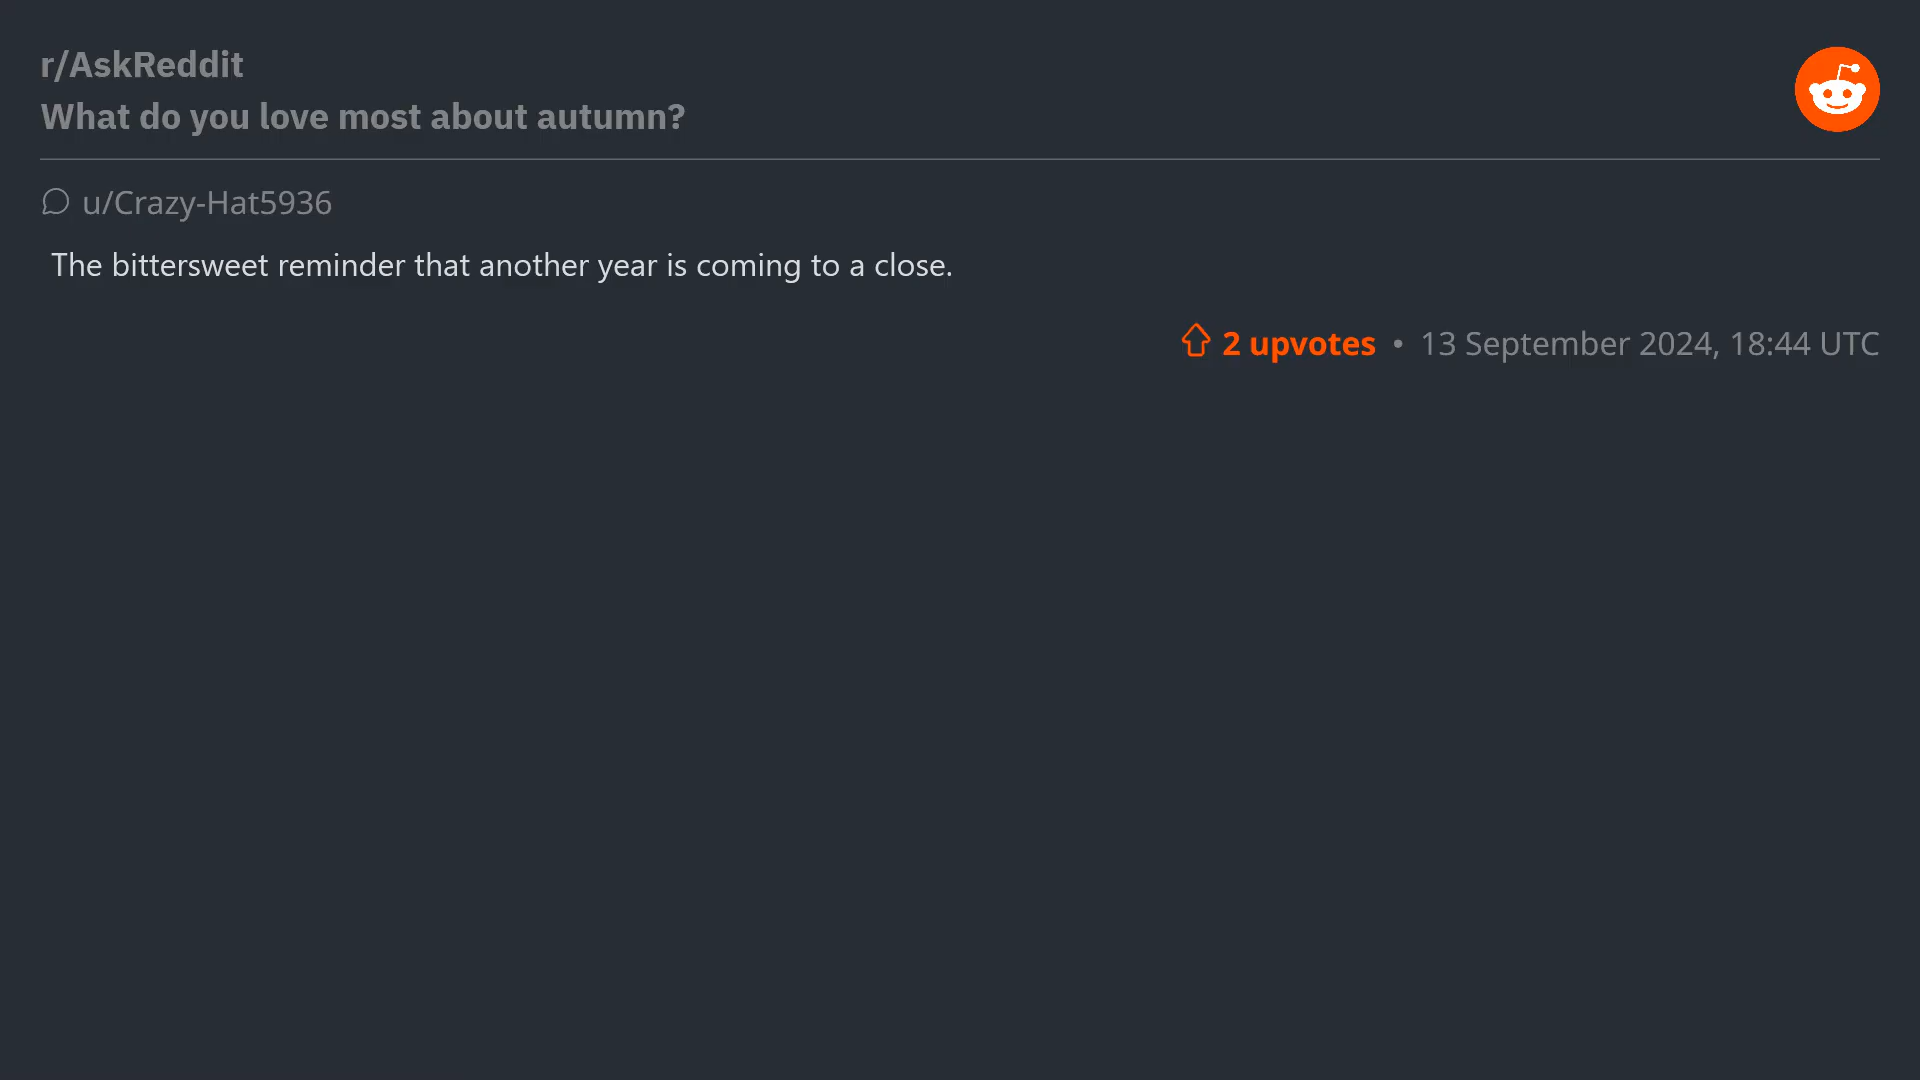 r/AskReddit
What do you love most about autumn?
u/Crazy-Hat5936
The bittersweet reminder that another year is coming to a close.
2 upvotes • 13 September 2024, 18:44 UTC